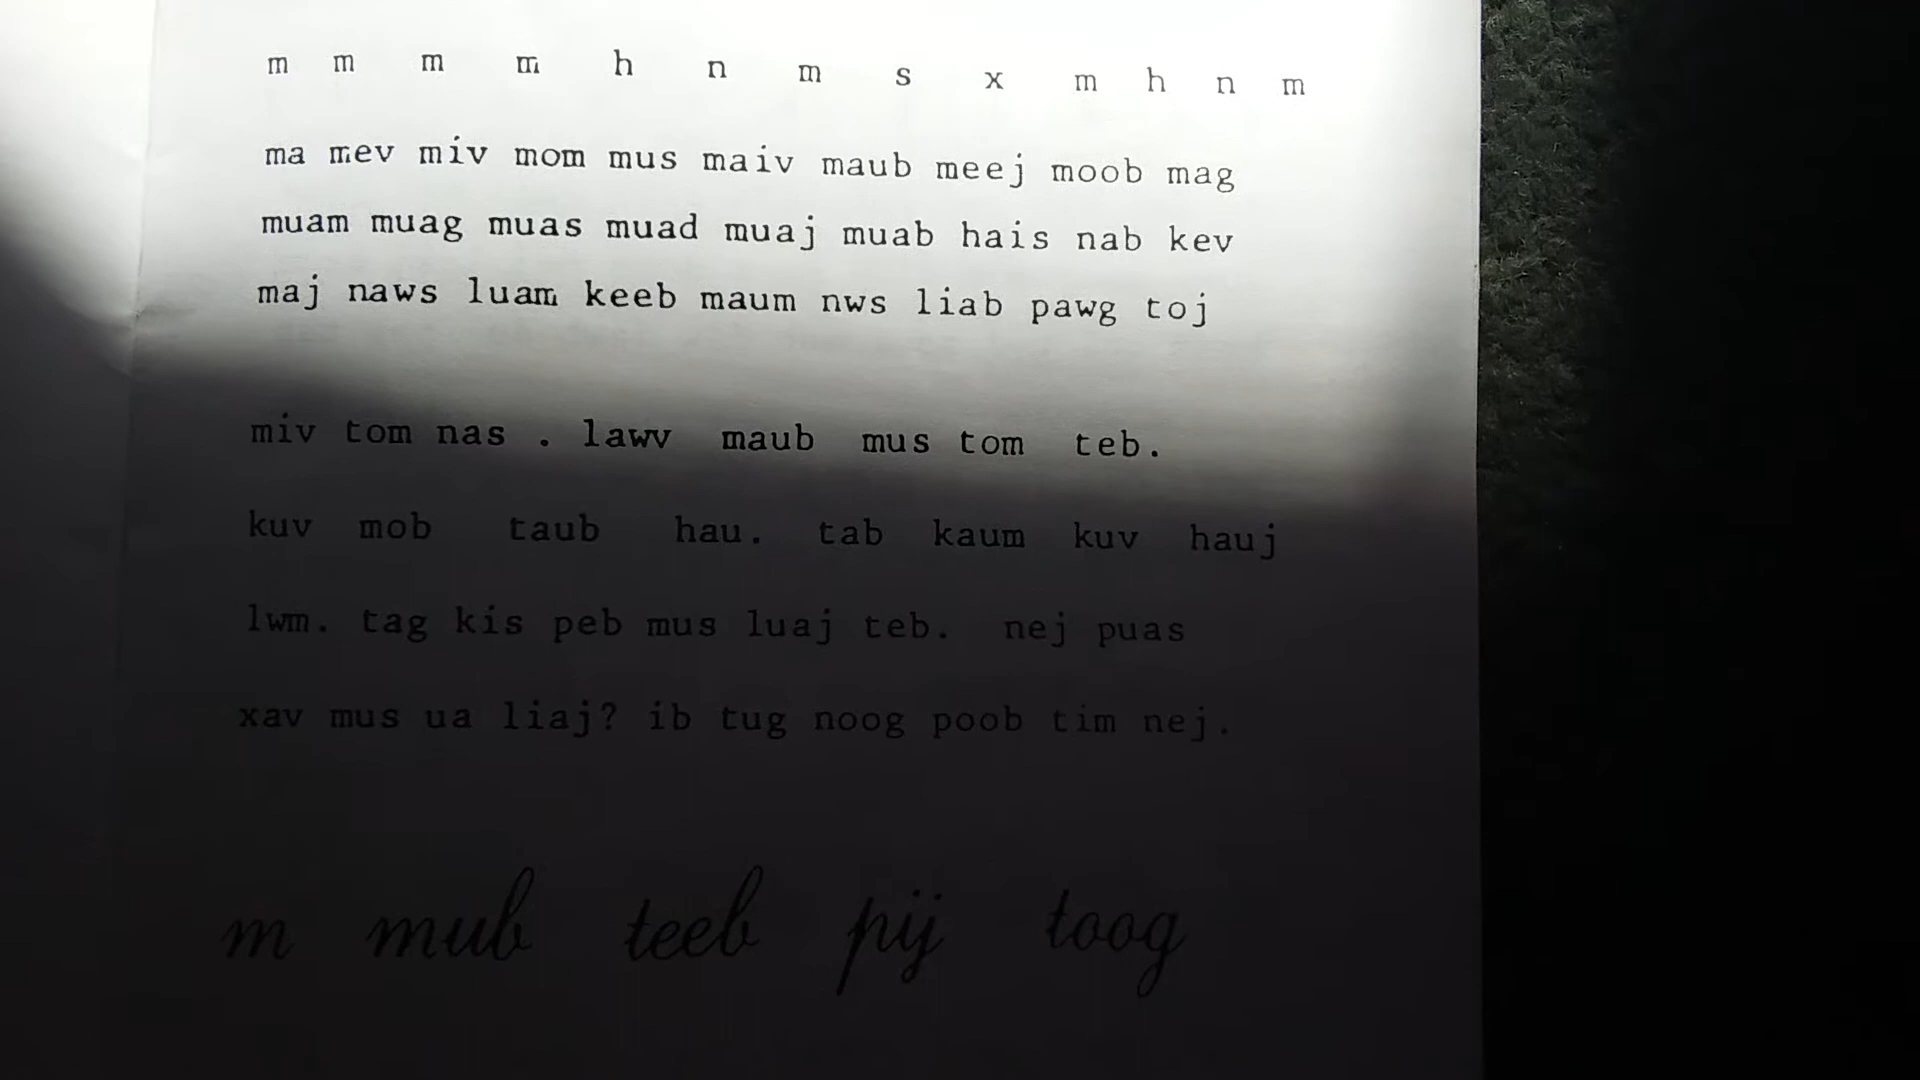 m m m m h n m s x m h n m
ma mev miv mom mus maiv maub meej moob mag
muam muag muas muad muaj muab hais nab kev
maj naws luam keeb maum nws liab pawg toj
miv tom nas . lawv maub mus tom teb.
kuv mob taub hau. tab kaum kuv hauj
lwm. tag kis peb mus luaj teb. nej puas
xav mus ua liaj? ib tug noog poob tim nej.
m mub teeb pij toog